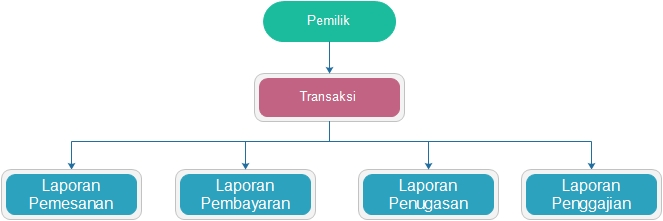 Pemilik
Transaksi
Laporan
Pemesanan
Laporan
Pembayaran
Laporan
Penugasan
Laporan
Penggajian